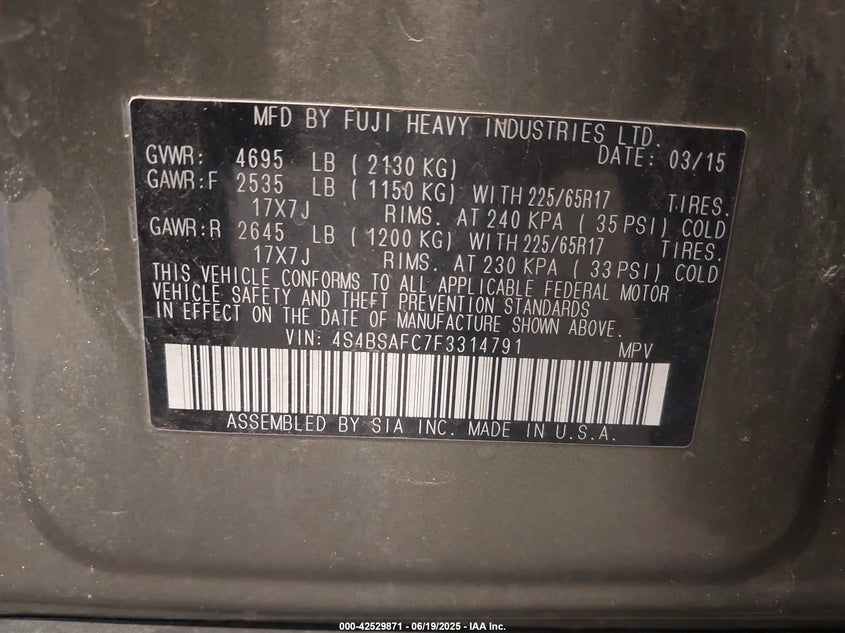 MFD BY FUJI HEAVY INDUSTRIES LTD.
DATE: 03/15
GVWR: 4695 LB ( 2130 KG)
GAWR:F 2535 LB ( 1150 KG) WITH 225/65R17 TIRES.
17X7J RIMS. AT 240 KPA ( 35 PSI) COLD
GAWR:R 2645 LB ( 1200 KG) WITH 225/65R17 TIRES.
17X7J RIMS. AT 230 KPA ( 33 PSI) COLD
THIS VEHICLE CONFORMS TO ALL APPLICABLE FEDERAL MOTOR
VEHICLE SAFETY AND THEFT PREVENTION STANDARDS
IN EFFECT ON THE DATE OF MANUFACTURE SHOWN ABOVE.
VIN: 4S4BSAFC7F3314791 MPV
ASSEMBLED BY SIA INC. MADE IN U.S.A.
000-42529871 - 06/19/2025 - IAA Inc.